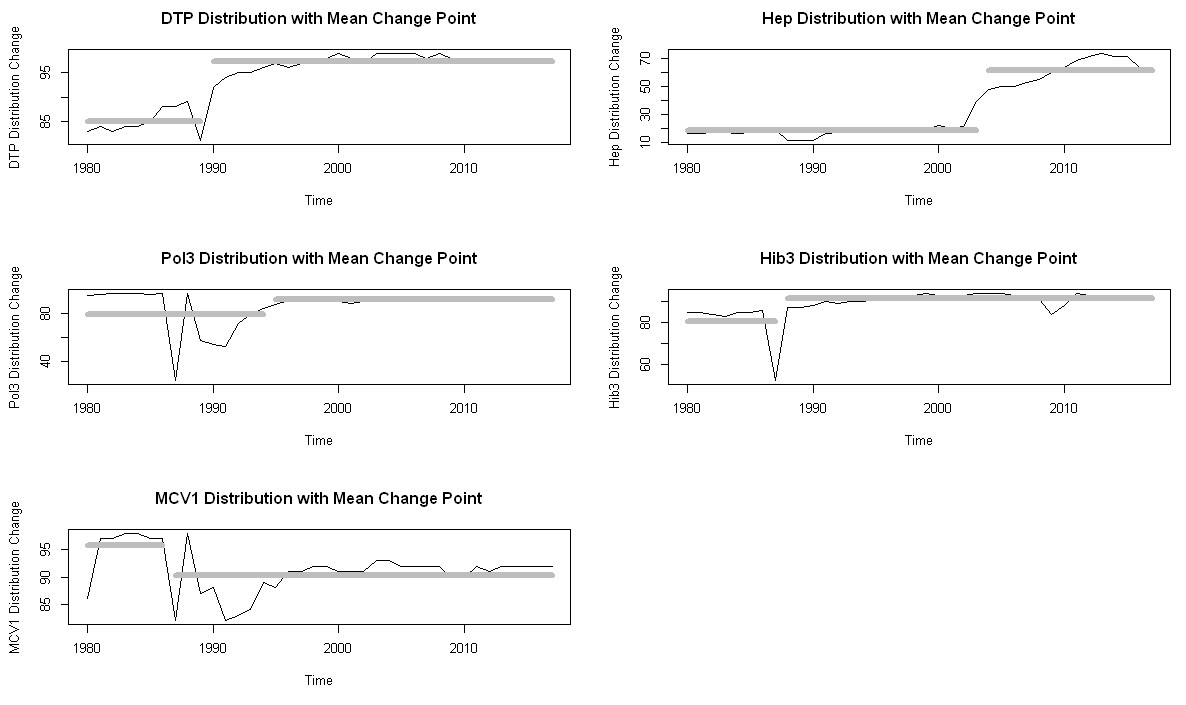 DTP Distribution with Mean Change Point
DTP Distribution Change
95
85
1980 1990 2000 2010
Time
Hep Distribution with Mean Change Point
Hep Distribution Change
70
50
30
10
1980 1990 2000 2010
Time
Pol3 Distribution with Mean Change Point
Pol3 Distribution Change
80
40
1980 1990 2000 2010
Time
Hib3 Distribution with Mean Change Point
Hib3 Distribution Change
80
60
1980 1990 2000 2010
Time
MCV1 Distribution with Mean Change Point
MCV1 Distribution Change
95
90
85
1980 1990 2000 2010
Time